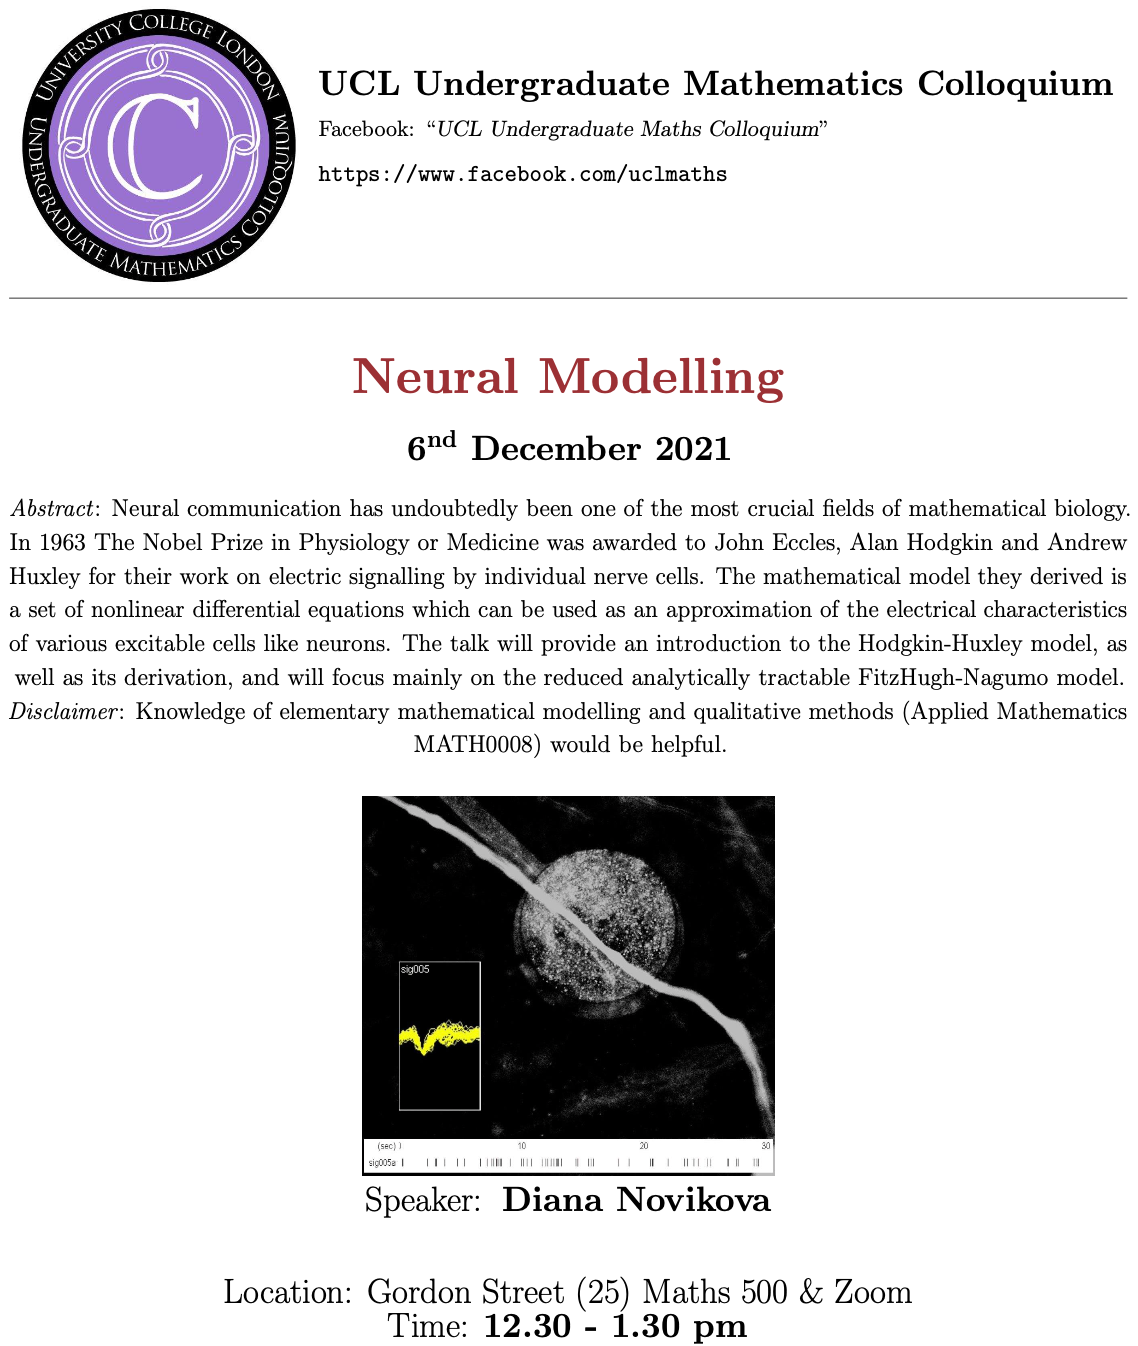 UNIVERSITY COLLEGE LONDON
UNDERGRADUATE MATHEMATICS COLLOQUIUM
C
UCL Undergraduate Mathematics Colloquium
Facebook: “UCL Undergraduate Maths Colloquium”
https://www.facebook.com/uclmaths
Neural Modelling
6nd December 2021
Abstract: Neural communication has undoubtedly been one of the most crucial fields of mathematical biology.
In 1963 The Nobel Prize in Physiology or Medicine was awarded to John Eccles, Alan Hodgkin and Andrew
Huxley for their work on electric signalling by individual nerve cells. The mathematical model they derived is
a set of nonlinear differential equations which can be used as an approximation of the electrical characteristics
of various excitable cells like neurons. The talk will provide an introduction to the Hodgkin-Huxley model, as
well as its derivation, and will focus mainly on the reduced analytically tractable FitzHugh-Nagumo model.
Disclaimer: Knowledge of elementary mathematical modelling and qualitative methods (Applied Mathematics
MATH0008) would be helpful.
sig005
(sec) 10 20 30
sig005a
Speaker: Diana Novikova
Location: Gordon Street (25) Maths 500 & Zoom
Time: 12.30 - 1.30 pm